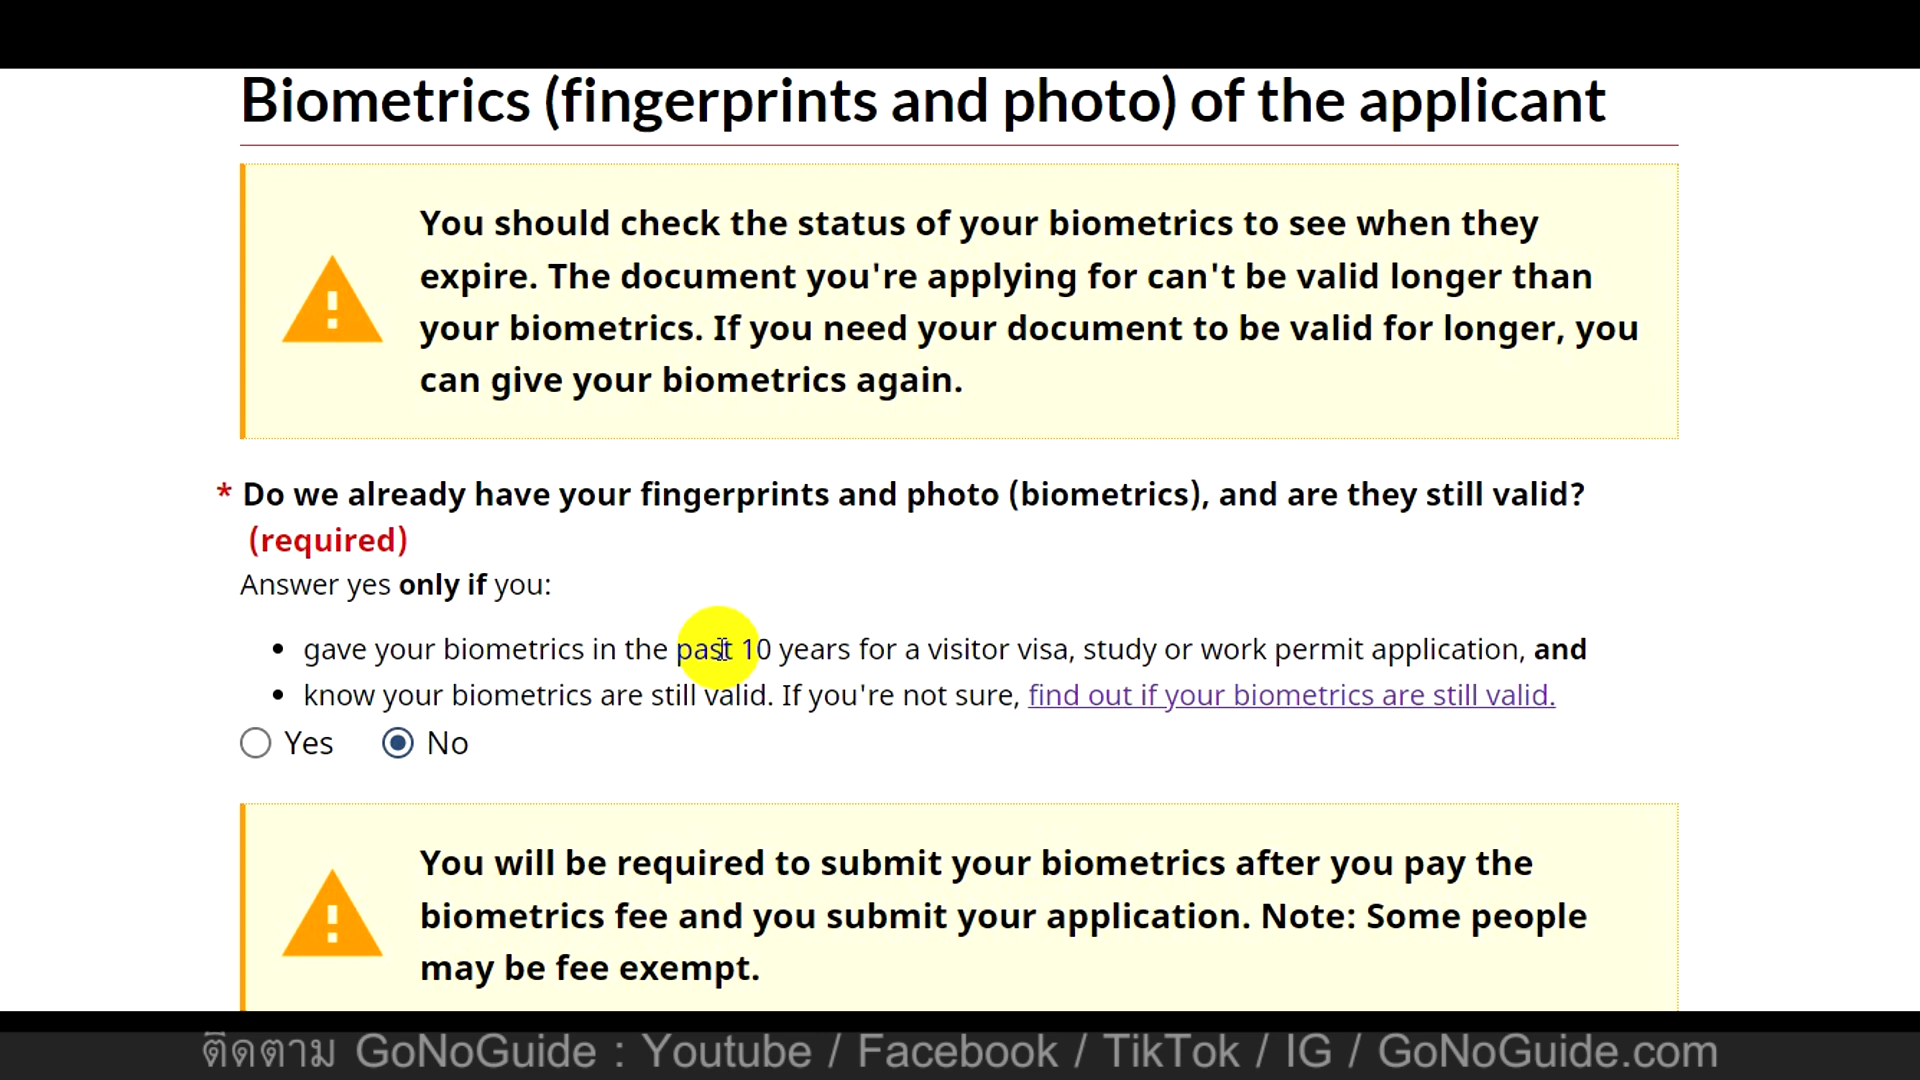 Biometrics (fingerprints and photo) of the applicant
You should check the status of your biometrics to see when they
expire. The document you're applying for can't be valid longer than
your biometrics. If you need your document to be valid for longer, you
can give your biometrics again.
* Do we already have your fingerprints and photo (biometrics), and are they still valid?
(required)
Answer yes only if you:
• gave your biometrics in the past 10 years for a visitor visa, study or work permit application, and
• know your biometrics are still valid. If you're not sure, find out if your biometrics are still valid.
Yes No
You will be required to submit your biometrics after you pay the
biometrics fee and you submit your application. Note: Some people
may be fee exempt.
ติดตาม GoNoGuide : Youtube / Facebook / TikTok / IG / GoNoGuide.com